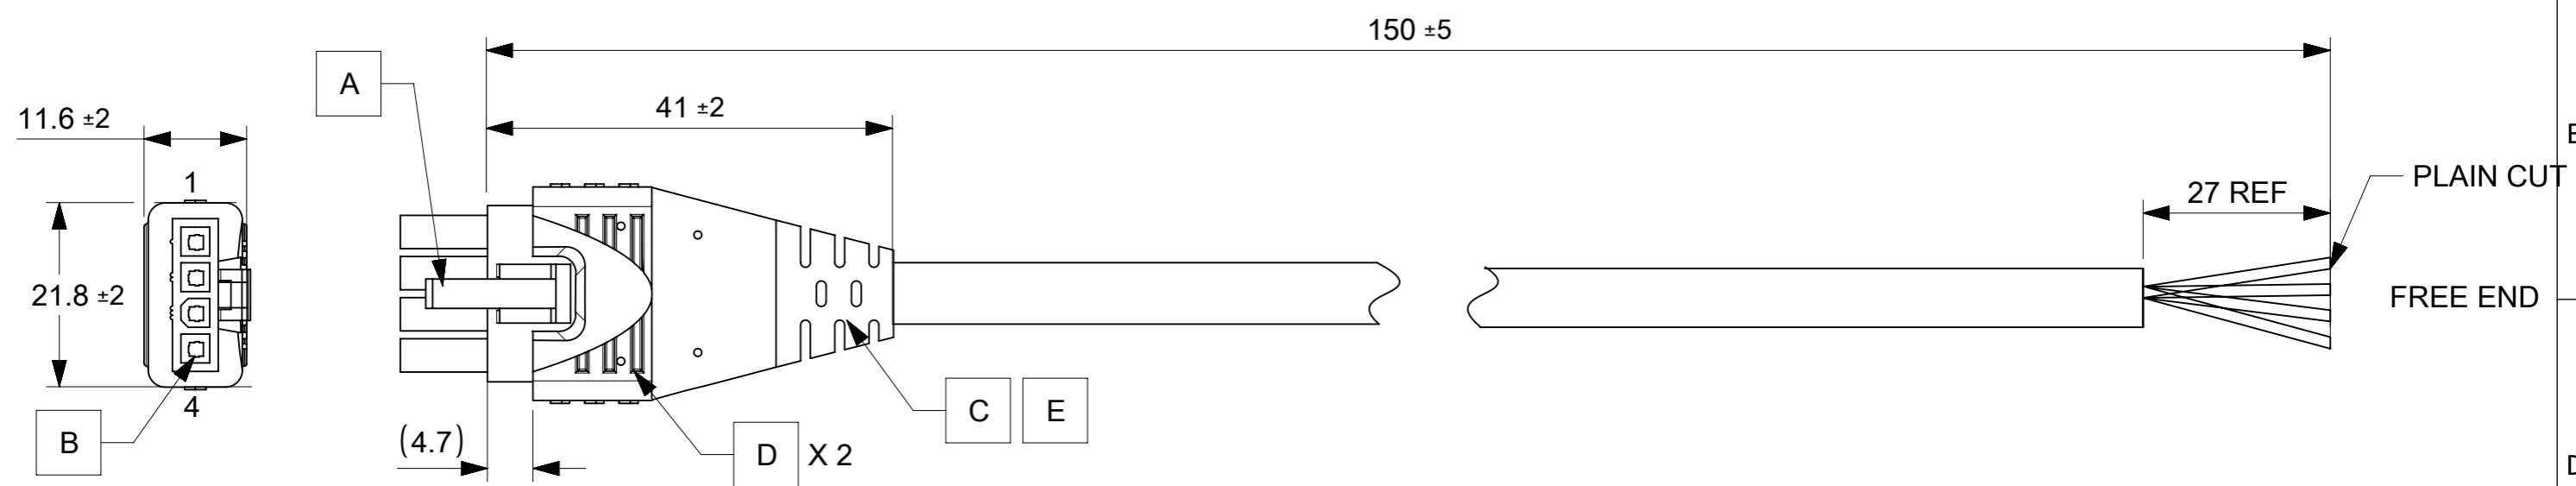 150 ±5
A
41 ±2
11.6 ±2
1
PLAIN CUT
27 REF
21.8 ±2
FREE END
4
B
(4.7)
C E
D X 2